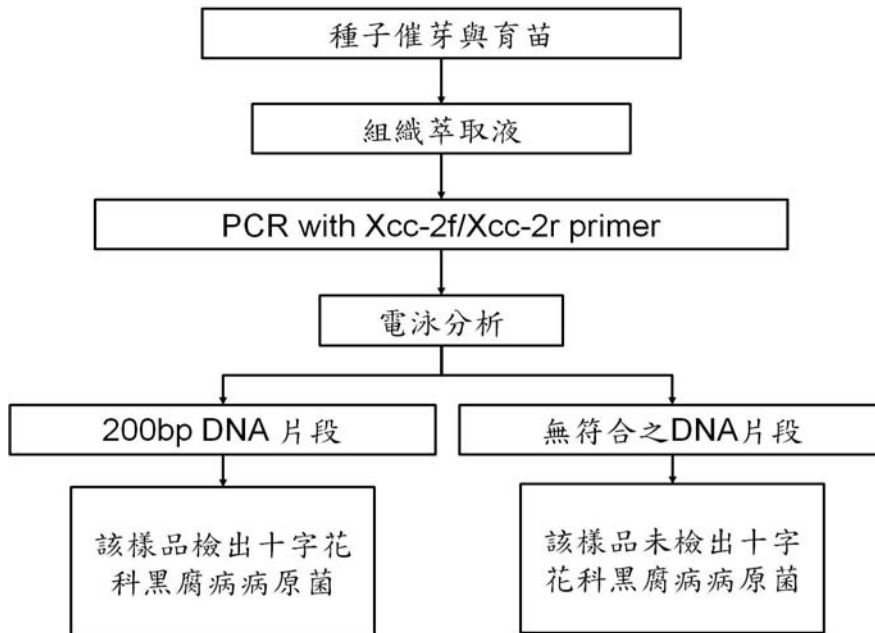 種子催芽與育苗
組織萃取液
PCR with Xcc-2f/Xcc-2r primer
電泳分析
200bp DNA 片段
無符合之DNA片段
該樣品檢出十字花
科黑腐病病原菌
該樣品未檢出十字
花科黑腐病病原菌